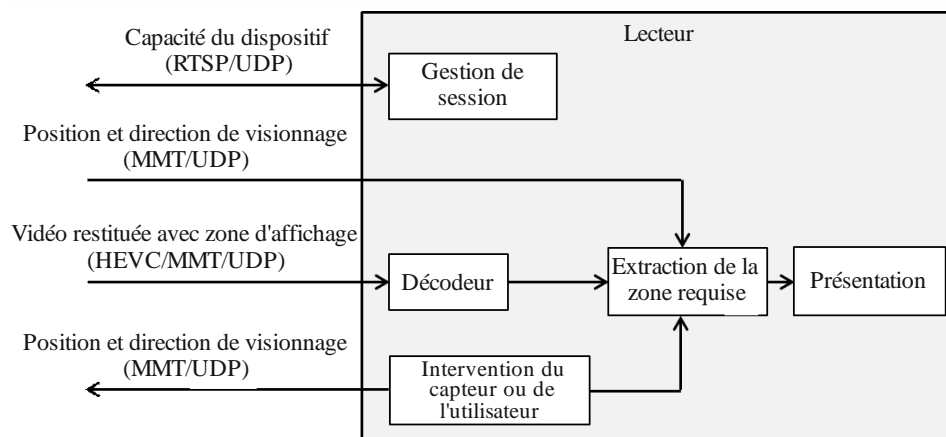 Lecteur
Capacité du dispositif
(RTSP/UDP)
Gestion de
session
Position et direction de visionnage
(MMT/UDP)
Vidéo restituée avec zone d'affichage
(HEVC/MMT/UDP)
Décodeur
Extraction de la
zone requise
Présentation
Position et direction de visionnage
(MMT/UDP)
Intervention du
capteur ou de
l'utilisateur